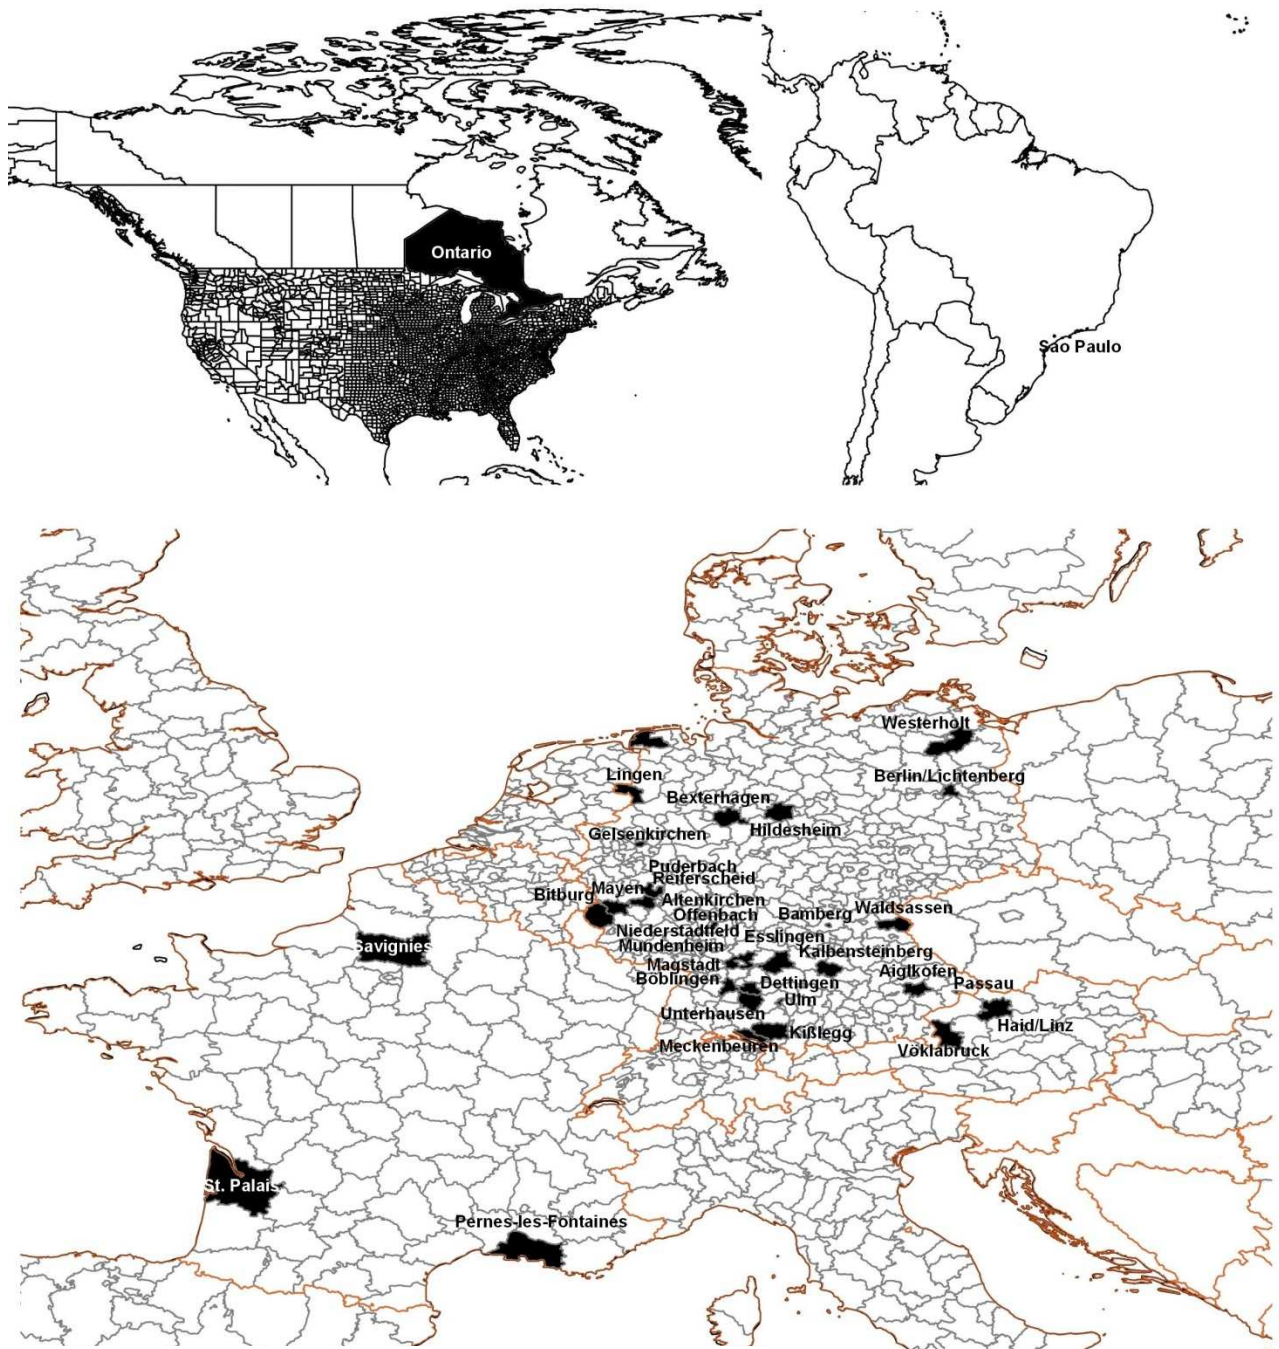 Ontario
São Paulo
Westerholt
Lingen
Berlin/Lichtenberg
Bexterhagen
Gelsenkirchen
Hildesheim
Puderbach
Reiferscheid
Bitburg
Mayen
Altenkirchen
Offenbach
Bamberg
Waldsassen
Niederstadtfeld
Esslingen
Mundenheim
Kalbensteinberg
Savignies
Magstadt
Aiglkofen
Böblingen
Dettingen
Passau
Ulm
Unterhausen
Haid/Linz
Kißlegg
Meckenbeuren
Vöklabruck
St. Palais
Pernes-les-Fontaines